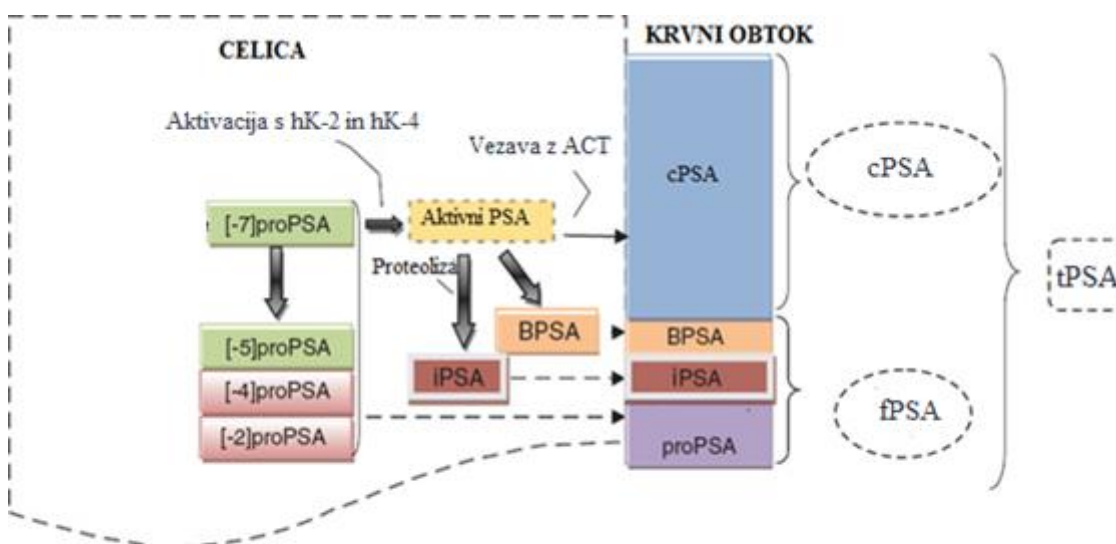 CELICA
KRVNI OBTOK
Aktivacija s hK-2 in hK-4
Vezava z ACT
cPSA
cPSA
[-7]proPSA
Aktivni PSA
Proteoliza
tPSA
BPSA
BPSA
[-5]proPSA
iPSA
iPSA
[-4]proPSA
fPSA
[-2]proPSA
proPSA